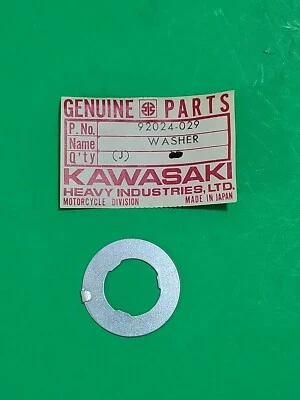 GENUINE PARTS
P. No. 92024-029
Name WASHER
Q'ty (J)
KAWASAKI
HEAVY INDUSTRIES, LTD.
MOTORCYCLE DIVISION MADE IN JAPAN